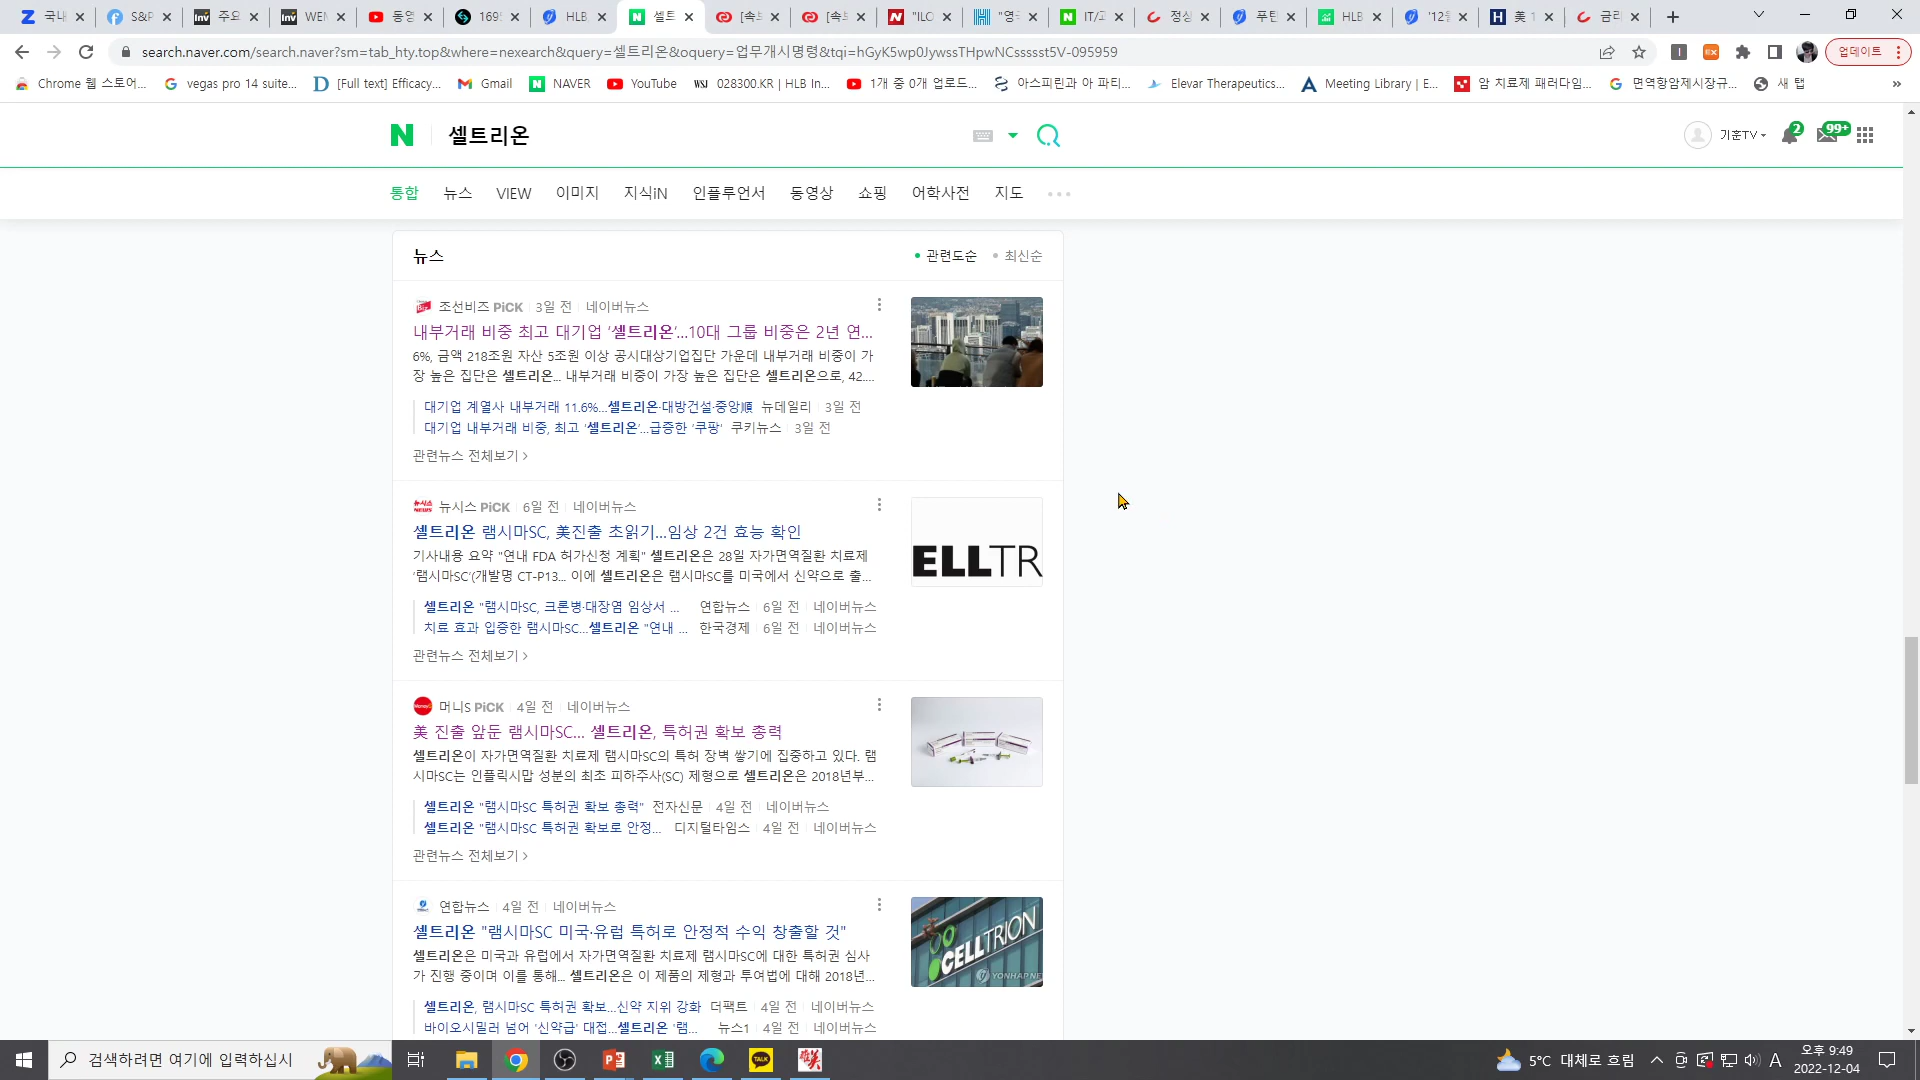 국내
S&P
주요
WEN
동영
169
HLB
셀트
[속보
[속보
"ILO
"영국
IT/고
정상
푸틴
HLB
'12월
美 1
금리
search.naver.com/search.naver?sm=tab_hty.top&where=nexearch&query=셀트리온&oquery=업무개시명령&tqi=hGyK5wp0JywssTHpwNCssssst5V-095959
업데이트
Chrome 웹 스토어...
vegas pro 14 suite...
[Full text] Efficacy...
Gmail
NAVER
YouTube
028300.KR | HLB In...
1개 중 0개 업로드...
아스피린과 아 파티...
Elevar Therapeutics...
Meeting Library | E...
암 치료제 패러다임...
면역항암제시장규...
새 탭
셀트리온
기훈TV
2
99+
통합 뉴스 VIEW 이미지 지식iN 인플루언서 동영상 쇼핑 어학사전 지도
뉴스
관련도순 최신순
조선비즈 PiCK 3일 전 네이버뉴스
내부거래 비중 최고 대기업 ‘셀트리온’...10대 그룹 비중은 2년 연...
6%, 금액 218조원 자산 5조원 이상 공시대상기업집단 가운데 내부거래 비중이 가
장 높은 집단은 셀트리온... 내부거래 비중이 가장 높은 집단은 셀트리온으로, 42....
대기업 계열사 내부거래 11.6%...셀트리온·대방건설·중앙順 뉴데일리 3일 전
대기업 내부거래 비중, 최고 ‘셀트리온’...급증한 ‘쿠팡’ 쿠키뉴스 3일 전
관련뉴스 전체보기 >
뉴시스 PiCK 6일 전 네이버뉴스
셀트리온 램시마SC, 美진출 초읽기...임상 2건 효능 확인
기사내용 요약 "연내 FDA 허가신청 계획" 셀트리온은 28일 자가면역질환 치료제
‘램시마SC’(개발명 CT-P13... 이에 셀트리온은 램시마SC를 미국에서 신약으로 출...
ELLTR
셀트리온 "램시마SC, 크론병·대장염 임상서 ... 연합뉴스 6일 전 네이버뉴스
치료 효과 입증한 램시마SC...셀트리온 "연내 ... 한국경제 6일 전 네이버뉴스
관련뉴스 전체보기 >
머니S PiCK 4일 전 네이버뉴스
美 진출 앞둔 램시마SC... 셀트리온, 특허권 확보 총력
셀트리온이 자가면역질환 치료제 램시마SC의 특허 장벽 쌓기에 집중하고 있다. 램
시마SC는 인플릭시맙 성분의 최초 피하주사(SC) 제형으로 셀트리온은 2018년부...
셀트리온 "램시마SC 특허권 확보 총력" 전자신문 4일 전 네이버뉴스
셀트리온 "램시마SC 특허권 확보로 안정... 디지털타임스 4일 전 네이버뉴스
관련뉴스 전체보기 >
연합뉴스 4일 전 네이버뉴스
셀트리온 "램시마SC 미국·유럽 특허로 안정적 수익 창출할 것"
셀트리온은 미국과 유럽에서 자가면역질환 치료제 램시마SC에 대한 특허권 심사
가 진행 중이며 이를 통해... 셀트리온은 이 제품의 제형과 투여법에 대해 2018년...
CELLTRION
YONHAPNE
셀트리온, 램시마SC 특허권 확보...신약 지위 강화 더팩트 4일 전 네이버뉴스
바이오시밀러 넘어 '신약급' 대접...셀트리온 '램... 뉴스1 4일 전 네이버뉴스
검색하려면 여기에 입력하십시
5°C 대체로 흐림
A
오후 9:49
2022-12-04